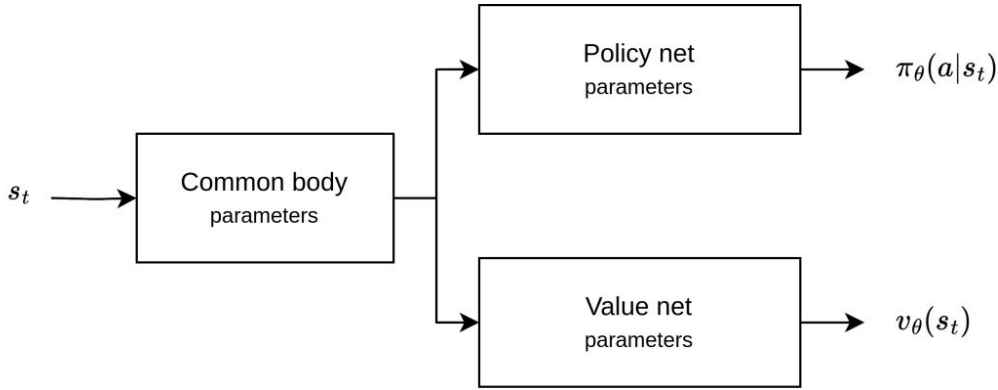 Policy net
parameters
π_θ(a|s_t)
s_t
Common body
parameters
Value net
parameters
v_θ(s_t)